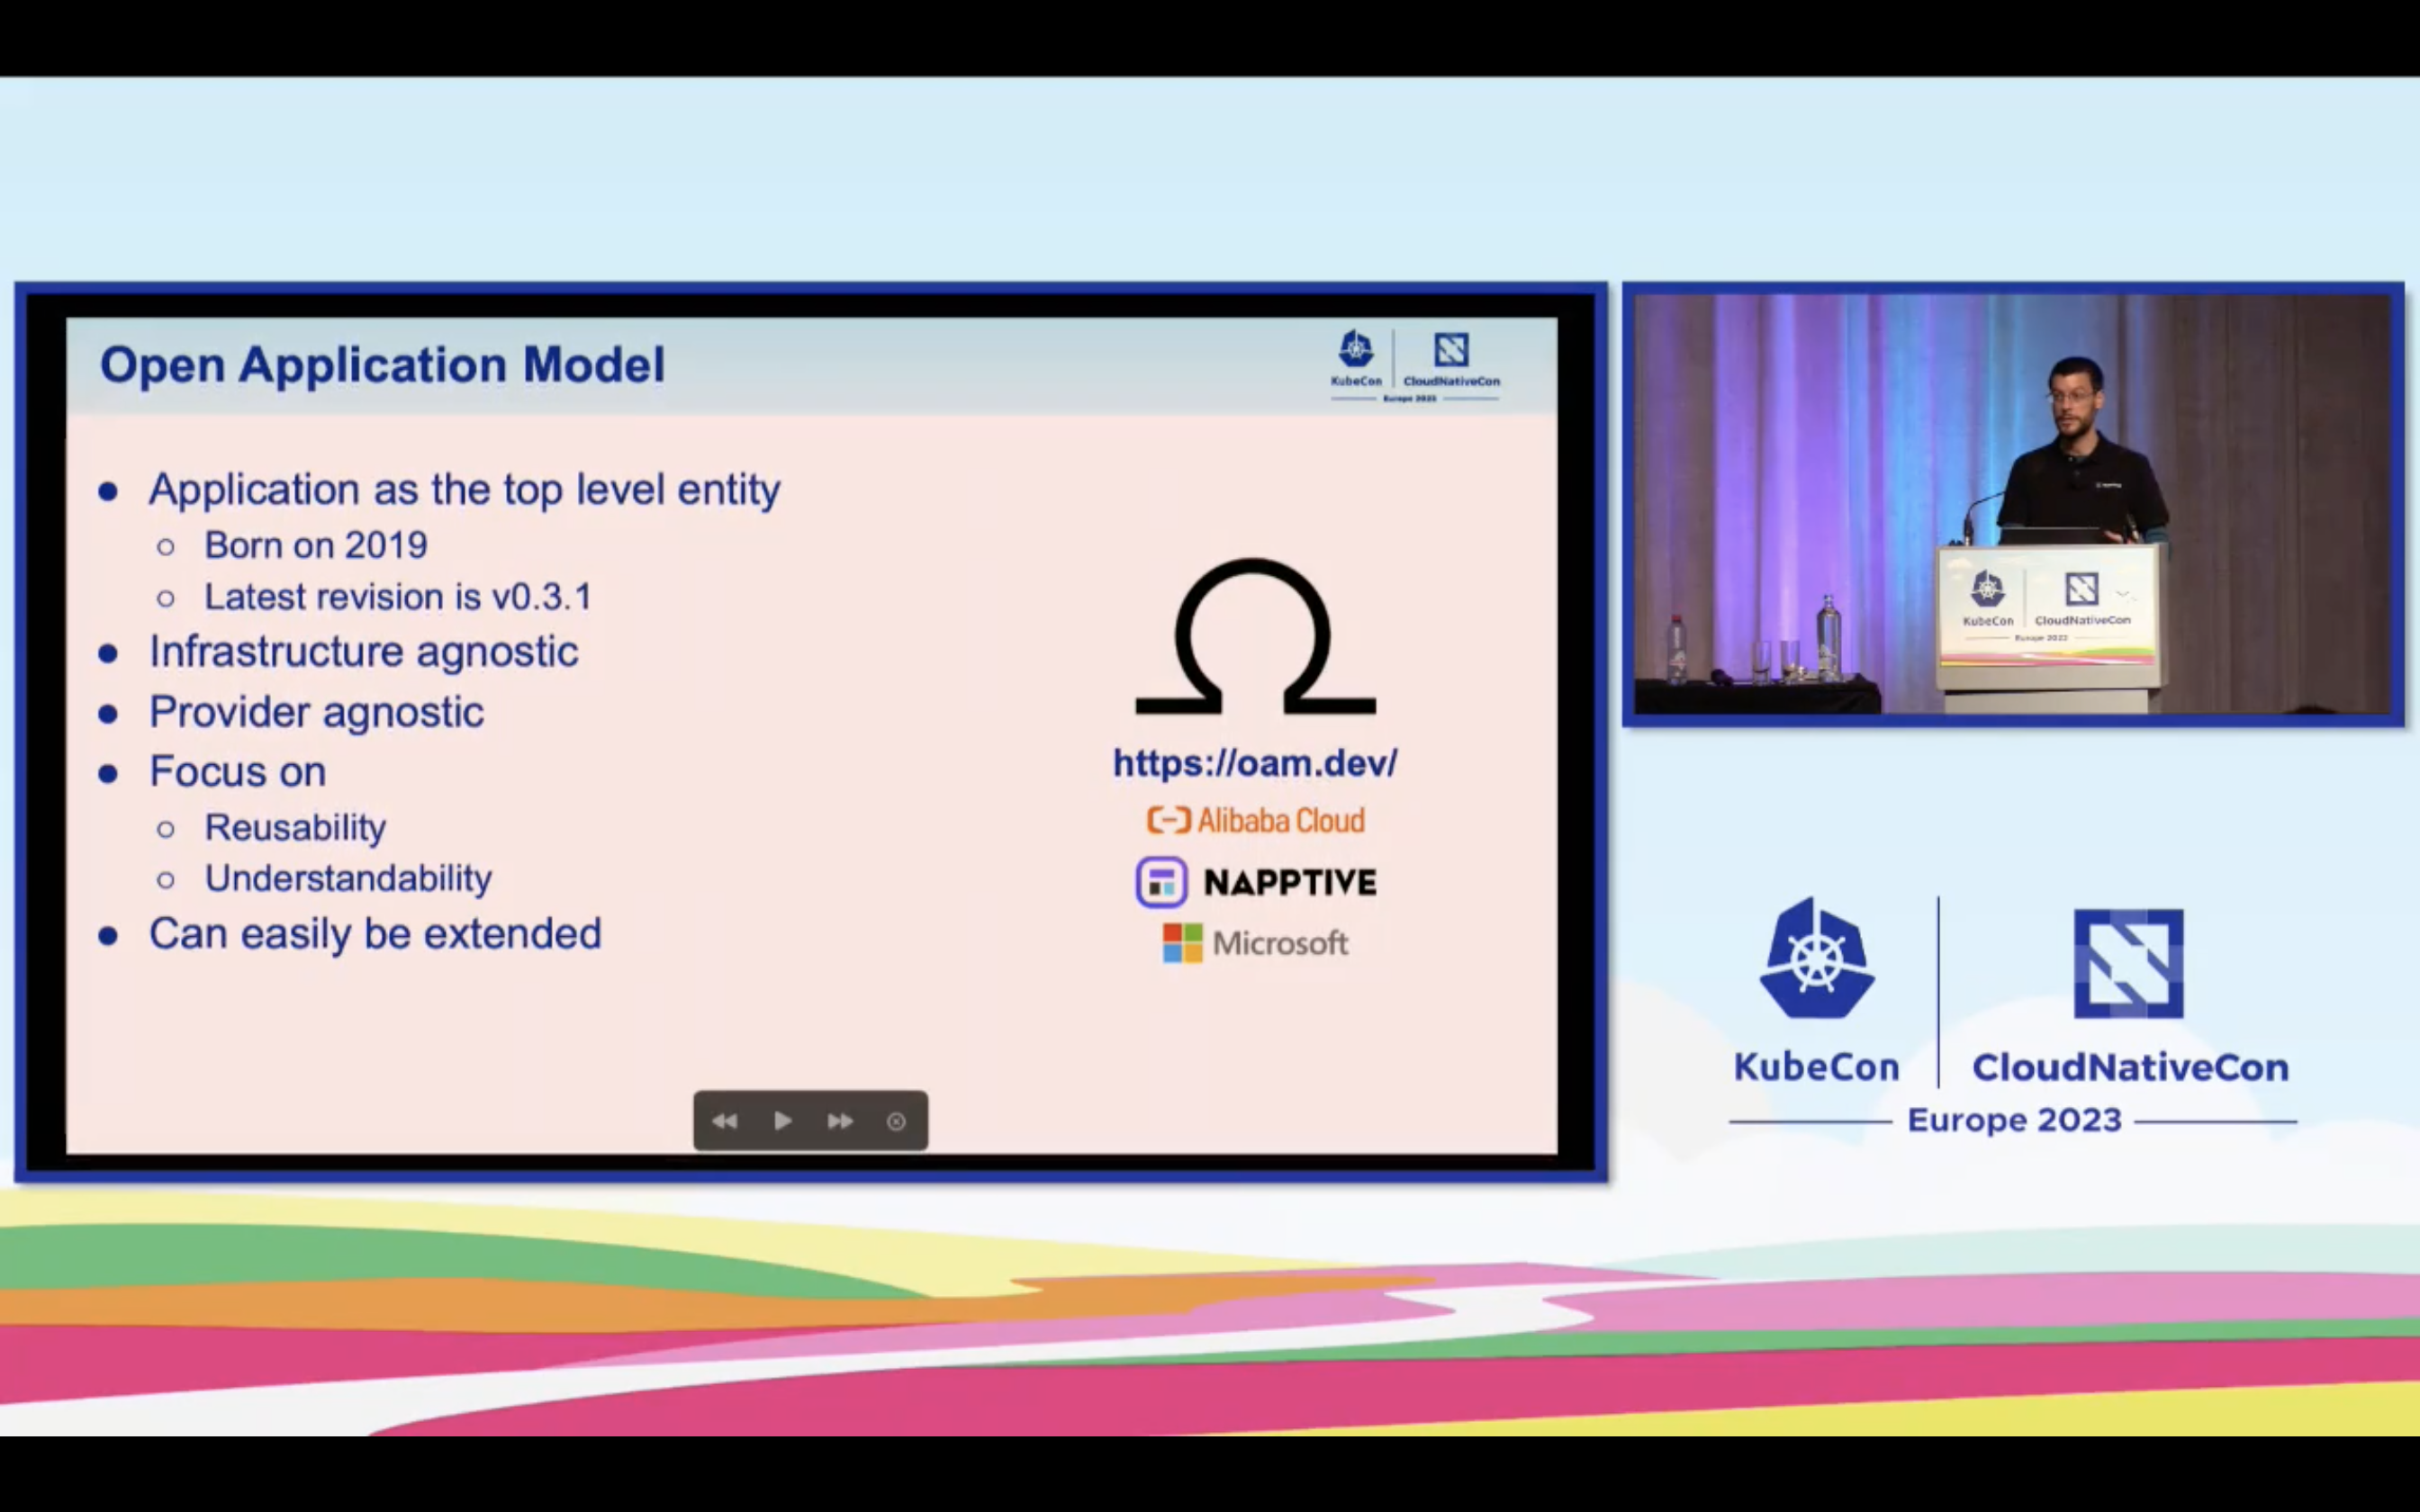 Open Application Model
KubeCon
CloudNativeCon
Europe 2023
Application as the top level entity
Born on 2019
Latest revision is v0.3.1
Infrastructure agnostic
Provider agnostic
Focus on
Reusability
Understandability
Can easily be extended
https://oam.dev/
Alibaba Cloud
NAPPTIVE
Microsoft
KubeCon
CloudNativeCon
Europe 2023
KubeCon
CloudNativeCon
Europe 2023